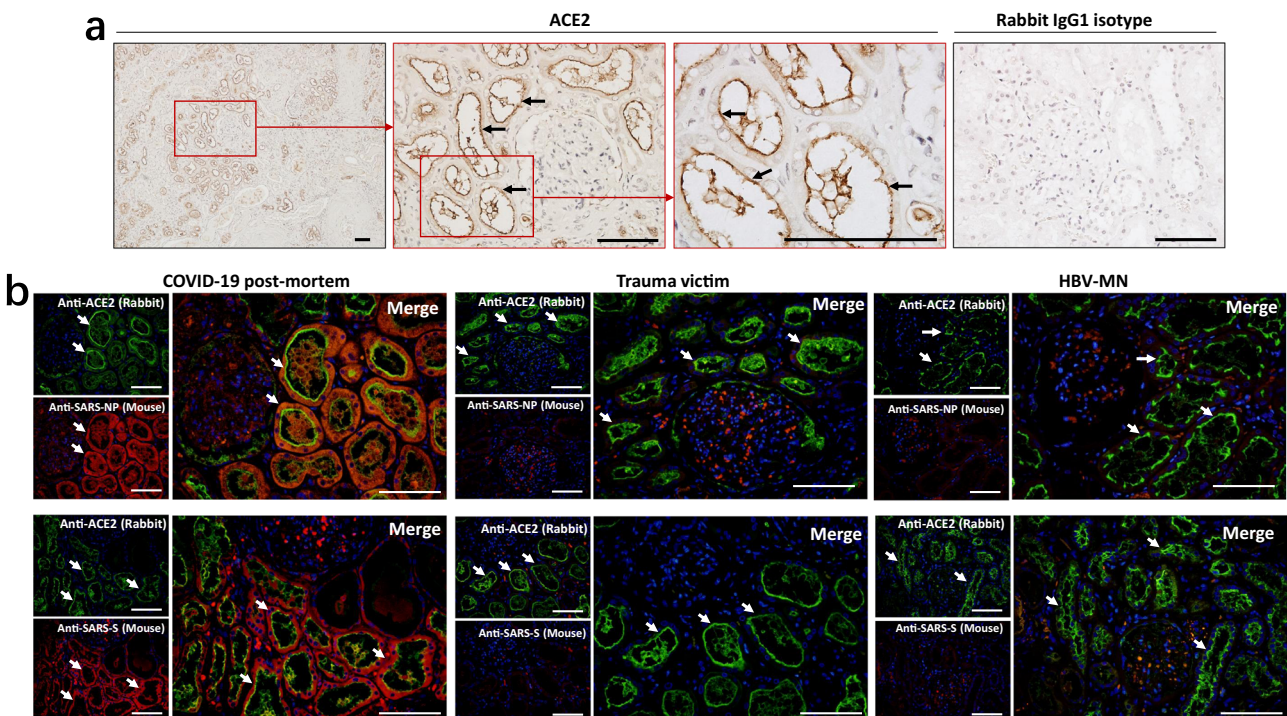 a
ACE2
Rabbit IgG1 isotype
b
COVID-19 post-mortem
Trauma victim
HBV-MN
Anti-ACE2 (Rabbit)
Merge
Anti-SARS-NP (Mouse)
Anti-ACE2 (Rabbit)
Merge
Anti-SARS-NP (Mouse)
Anti-ACE2 (Rabbit)
Merge
Anti-SARS-NP (Mouse)
Anti-ACE2 (Rabbit)
Merge
Anti-SARS-S (Mouse)
Anti-ACE2 (Rabbit)
Merge
Anti-SARS-S (Mouse)
Anti-ACE2 (Rabbit)
Merge
Anti-SARS-S (Mouse)